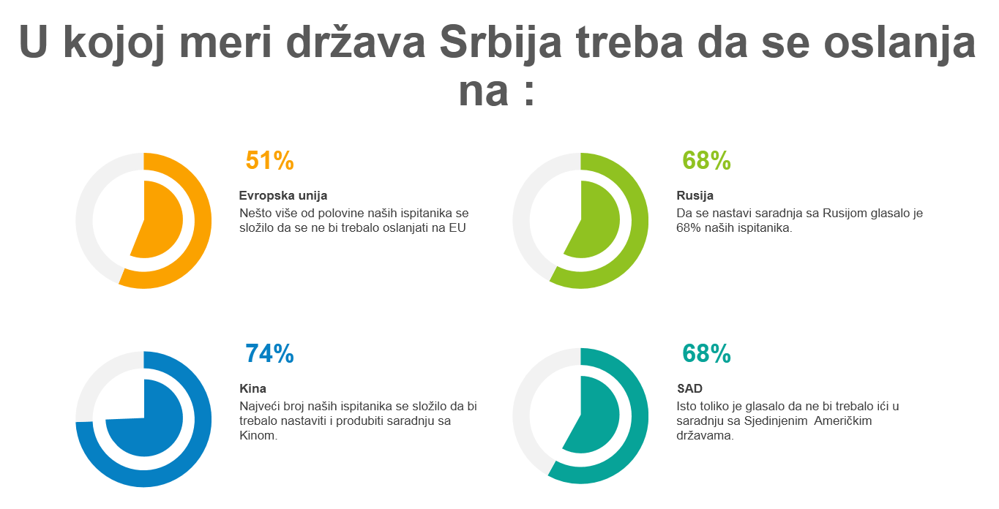 U kojoj meri država Srbija treba da se oslanja
na :
51%
Evropska unija
Nešto više od polovine naših ispitanika se
složilo da se ne bi trebalo oslanjati na EU
68%
Rusija
Da se nastavi saradnja sa Rusijom glasalo je
68% naših ispitanika.
74%
Kina
Najveći broj naših ispitanika se složilo da bi
trebalo nastaviti i produbiti saradnju sa
Kinom.
68%
SAD
Isto toliko je glasalo da ne bi trebalo ići u
saradnju sa Sjedinjenim  Američkim
državama.